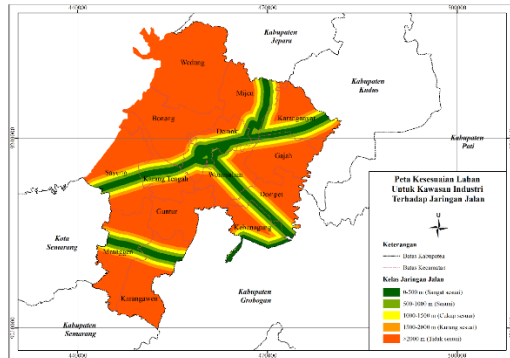 470000
500000
Kabupaten
Jepara
Wedung
Kabupaten
Kudus
Mijen
Bonang
Karanganyar
Demak
Kabupaten
Pati
Gajah
Sayung
Karang Tengah
Wonosalam
Dempet
Guntur
Kebonagung
Kota
Semarang
Mranggen
Karangawen
Kabupaten
Grobogan
Kabupaten
Semarang
Peta Kesesuaian Lahan
Untuk Kawasan Industri
Terhadap Jaringan Jalan
Keterangan
Batas Kabupaten
Batas Kecamatan
Kelas Jaringan Jalan
0-500 m (Sangat sesuai)
500-1000 m (Sesuai)
1000-1500 m (Cukup sesuai)
1500-2000 m (Kurang sesuai)
>2000 m (Tidak sesuai)